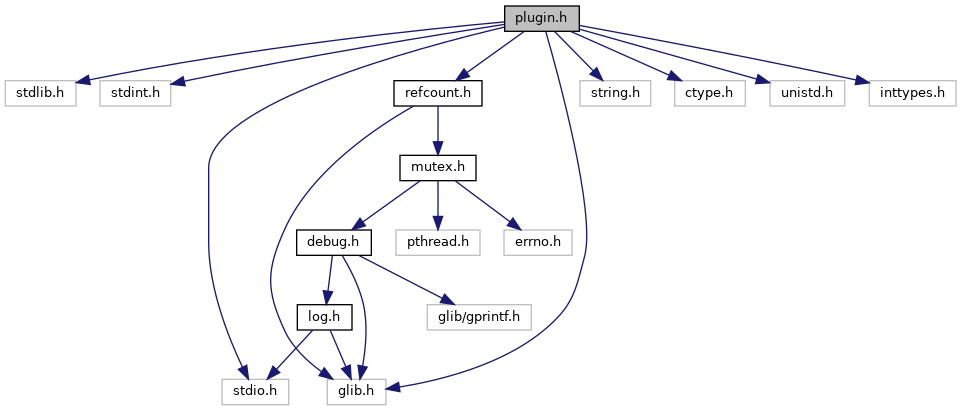 plugin.h
stdlib.h
stdint.h
refcount.h
string.h
ctype.h
unistd.h
inttypes.h
mutex.h
debug.h
pthread.h
errno.h
log.h
glib/gprintf.h
stdio.h
glib.h